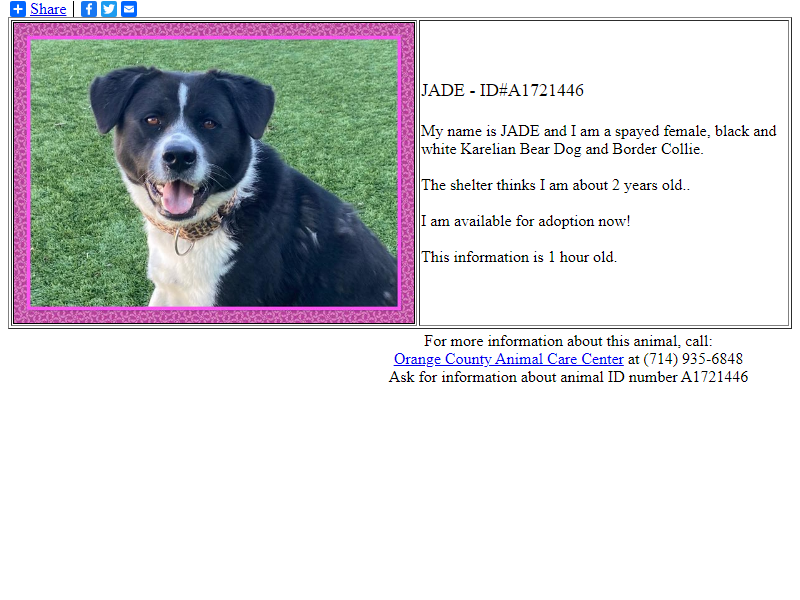 Share |
JADE - ID#A1721446
My name is JADE and I am a spayed female, black and
white Karelian Bear Dog and Border Collie.
The shelter thinks I am about 2 years old..
I am available for adoption now!
This information is 1 hour old.
For more information about this animal, call:
Orange County Animal Care Center at (714) 935-6848
Ask for information about animal ID number A1721446